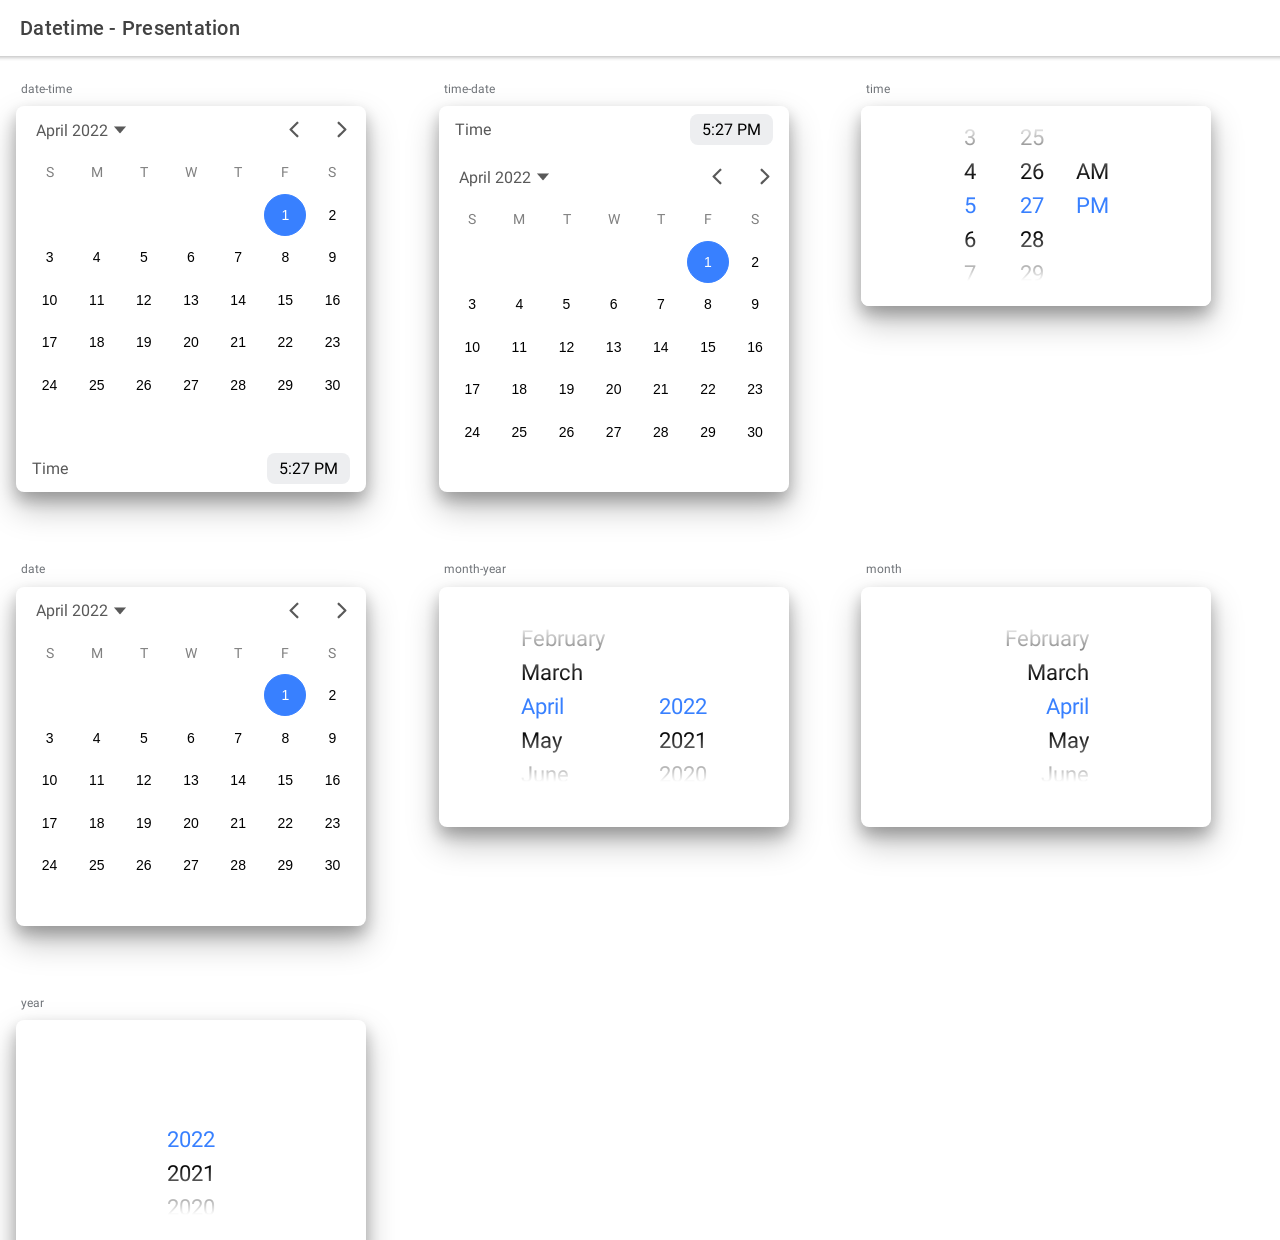 Datetime - Presentation
date-time
April 2022
S M T W T F S
1 2
3 4 5 6 7 8 9
10 11 12 13 14 15 16
17 18 19 20 21 22 23
24 25 26 27 28 29 30
Time 5:27 PM
time-date
Time 5:27 PM
April 2022
S M T W T F S
1 2
3 4 5 6 7 8 9
10 11 12 13 14 15 16
17 18 19 20 21 22 23
24 25 26 27 28 29 30
time
3 25
4 26 AM
5 27 PM
6 28
7 29
date
April 2022
S M T W T F S
1 2
3 4 5 6 7 8 9
10 11 12 13 14 15 16
17 18 19 20 21 22 23
24 25 26 27 28 29 30
month-year
February
March
April 2022
May 2021
June 2020
month
February
March
April
May
June
year
2022
2021
2020